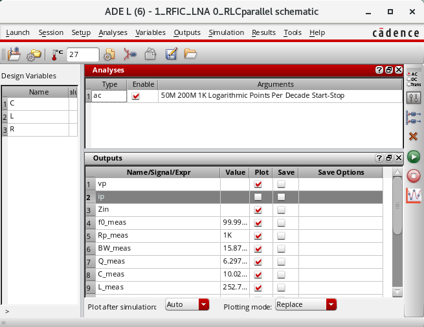 ADE L (6) - 1_RFIC_LNA 0_RLCparallel schematic
Launch Session Setup Analyses Variables Outputs Simulation Results Tools Help cādence
27
Design Variables
Name
1 C
2 L
3 R
Analyses
Type Enable Arguments
1 ac 50M 200M 1K Logarithmic Points Per Decade Start-Stop
Outputs
Name/Signal/Expr Value Plot Save Save Options
1 vp
2 ip
3 Zin
4 f0_meas 99.99...
5 Rp_meas 1K
6 BW_meas 15.87...
7 Q_meas 6.297...
8 C_meas 10.02...
9 L_meas 252.7...
Plot after simulation: Auto Plotting mode: Replace
>
AC
DC
Trans